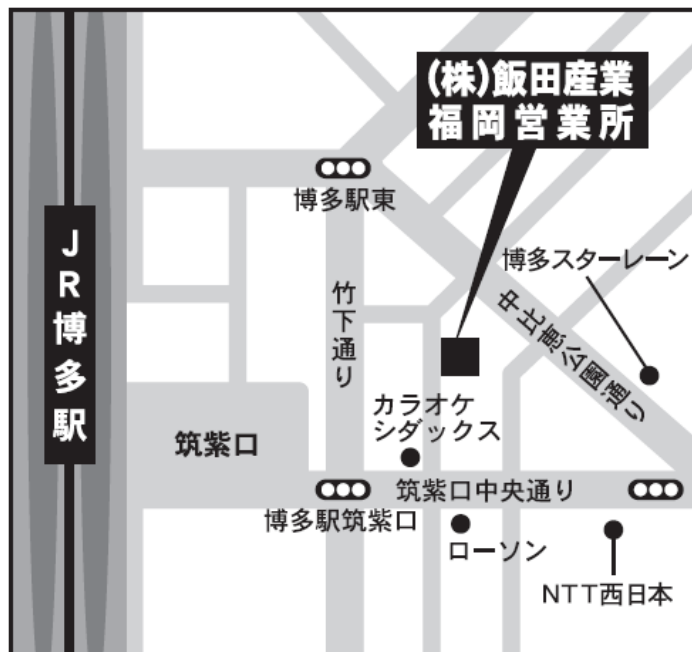 (株)飯田産業
福岡営業所
博多駅東
JR博多駅
博多スターレーン
竹下通り
中比恵公園通り
カラオケ
シダックス
筑紫口
筑紫口中央通り
博多駅筑紫口
ローソン
NTT西日本